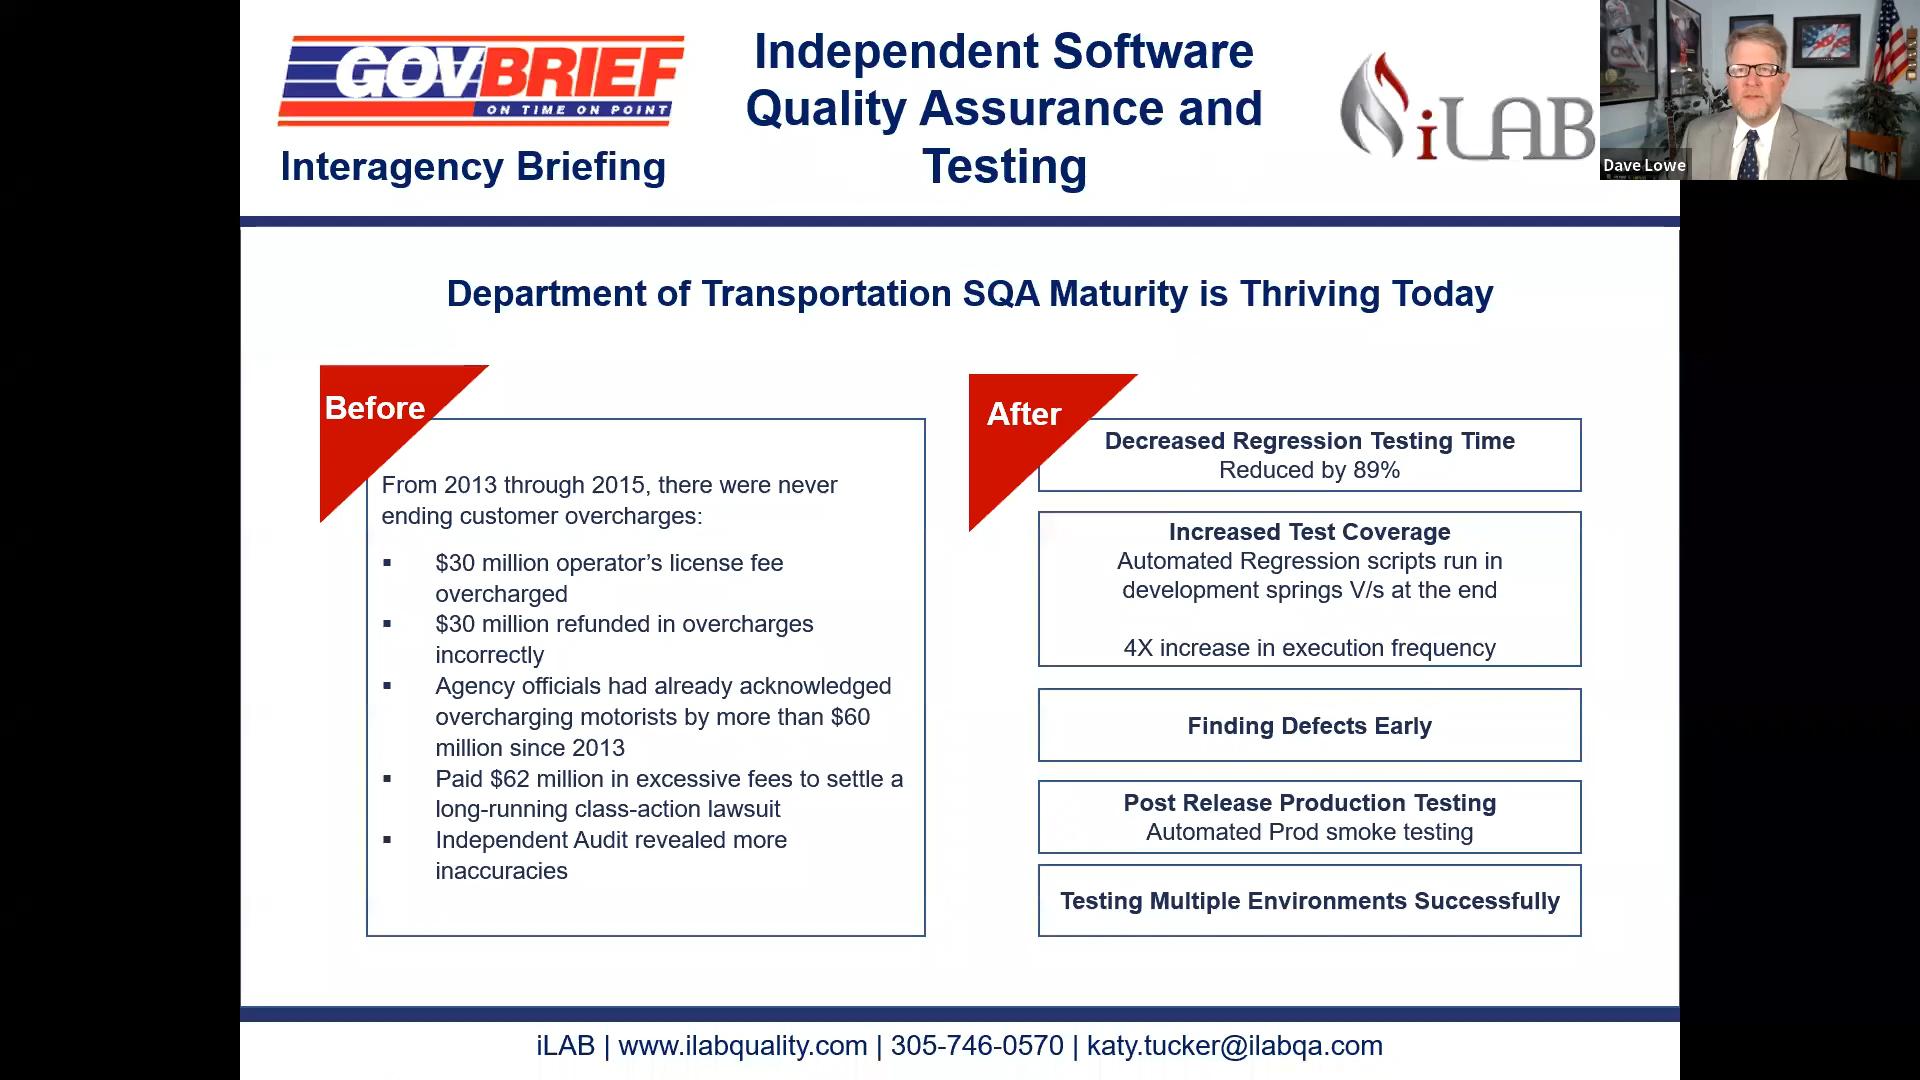 GOVBRIEF
ON TIME ON POINT
Interagency Briefing
Independent Software
Quality Assurance and
Testing
iLAB
Dave Lowe
Department of Transportation SQA Maturity is Thriving Today
Before
From 2013 through 2015, there were never
ending customer overcharges:
▪ $30 million operator’s license fee
overcharged
▪ $30 million refunded in overcharges
incorrectly
▪ Agency officials had already acknowledged
overcharging motorists by more than $60
million since 2013
▪ Paid $62 million in excessive fees to settle a
long-running class-action lawsuit
▪ Independent Audit revealed more
inaccuracies
After
Decreased Regression Testing Time
Reduced by 89%
Increased Test Coverage
Automated Regression scripts run in
development springs V/s at the end
4X increase in execution frequency
Finding Defects Early
Post Release Production Testing
Automated Prod smoke testing
Testing Multiple Environments Successfully
iLAB | www.ilabquality.com | 305-746-0570 | katy.tucker@ilabqa.com